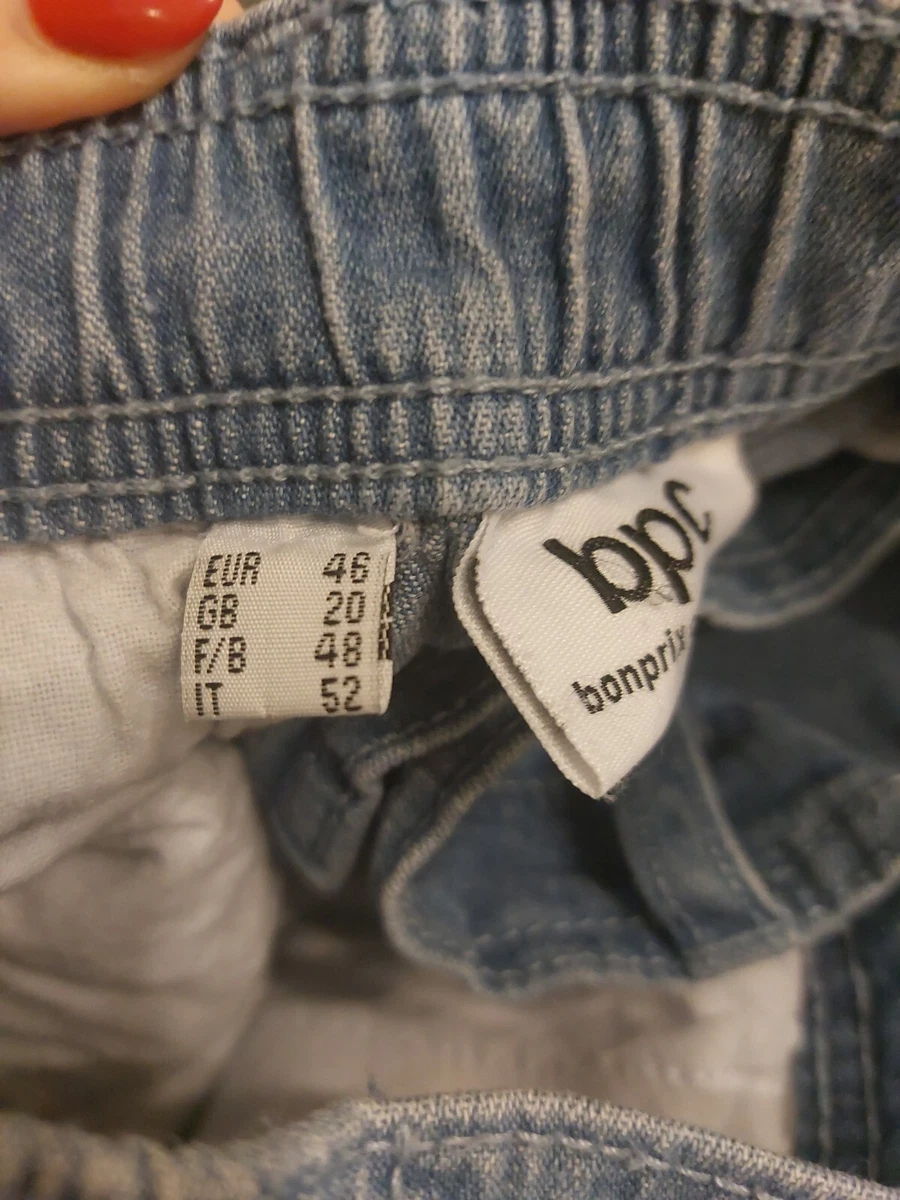 EUR 46
GB 20
F/B 48
IT 52
bpc
bonprix